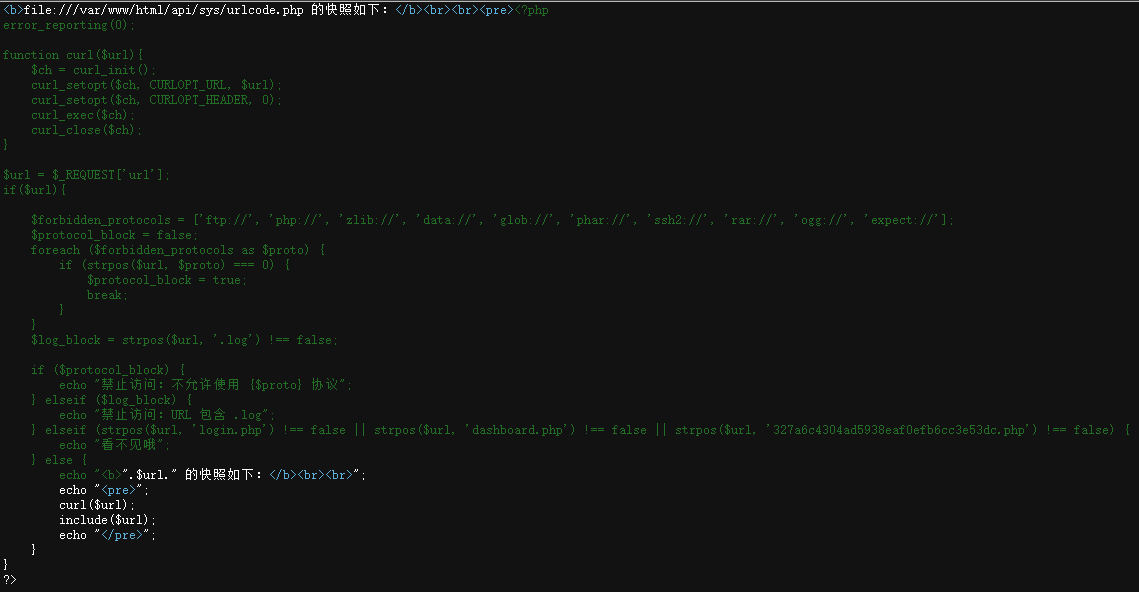 <b>file:///var/www/html/api/sys/urlcode.php 的快照如下：</b><br><br><pre><?php
error_reporting(0);
function curl($url){
    $ch = curl_init();
    curl_setopt($ch, CURLOPT_URL, $url);
    curl_setopt($ch, CURLOPT_HEADER, 0);
    curl_exec($ch);
    curl_close($ch);
}
$url = $_REQUEST['url'];
if($url){
    $forbidden_protocols = ['ftp://', 'php://', 'zlib://', 'data://', 'glob://', 'phar://', 'ssh2://', 'rar://', 'ogg://', 'expect://'];
    $protocol_block = false;
    foreach ($forbidden_protocols as $proto) {
        if (strpos($url, $proto) === 0) {
            $protocol_block = true;
            break;
        }
    }
    $log_block = strpos($url, '.log') !== false;
    if ($protocol_block) {
        echo "禁止访问：不允许使用 {$proto} 协议";
    } elseif ($log_block) {
        echo "禁止访问：URL 包含 .log";
    } elseif (strpos($url, 'login.php') !== false || strpos($url, 'dashboard.php') !== false || strpos($url, '327a6c4304ad5938eaf0efb6cc3e53dc.php') !== false) {
        echo "看不见哦";
    } else {
        echo "<b>".$url." 的快照如下：</b><br><br>";
        echo "<pre>";
        curl($url);
        include($url);
        echo "</pre>";
    }
}
?>